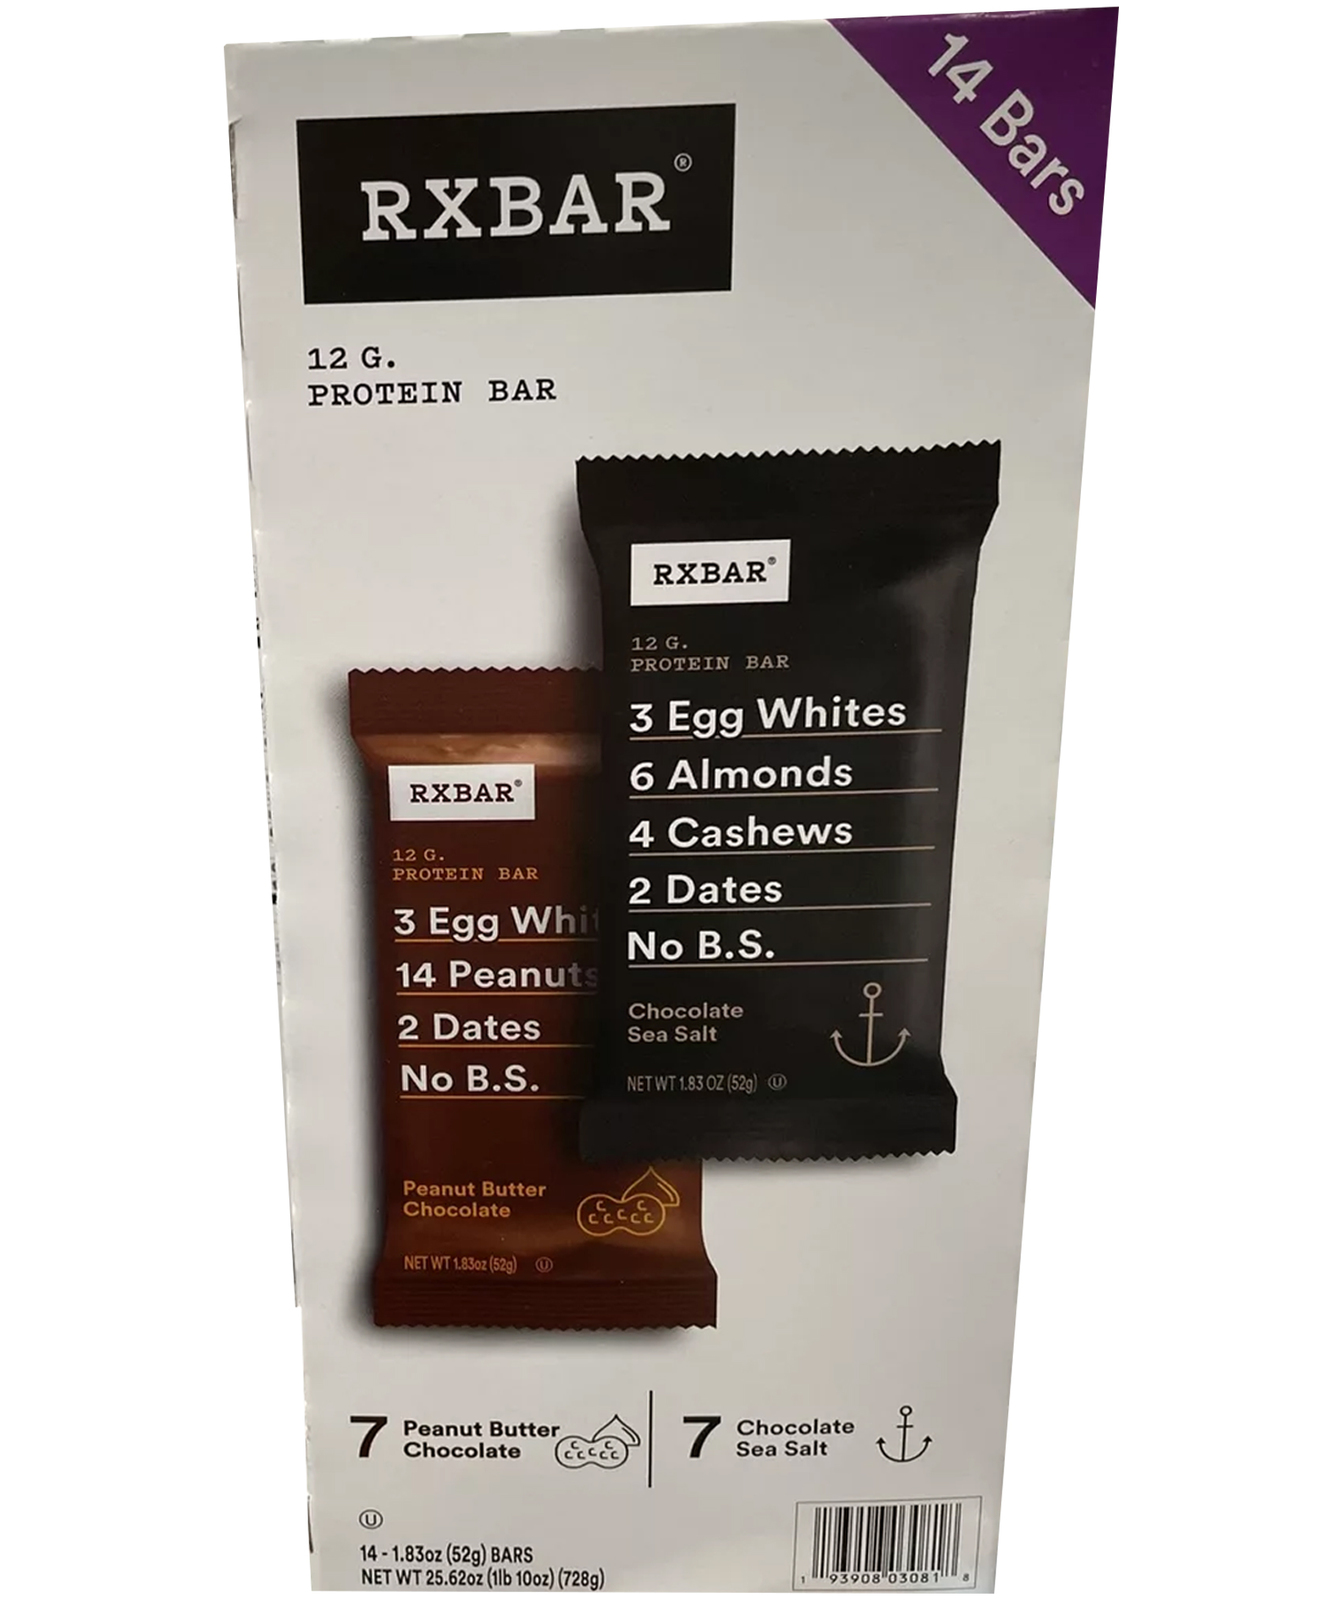 14 Bars
RXBAR®
12 G.
PROTEIN BAR
RXBAR®
12 G.
PROTEIN BAR
3 Egg Whites
6 Almonds
4 Cashews
2 Dates
No B.S.
Chocolate
Sea Salt
NET WT 1.83 OZ (52g) U
RXBAR®
12 G.
PROTEIN BAR
3 Egg Whit
14 Peanuts
2 Dates
No B.S.
Peanut Butter
Chocolate
NET WT 1.83oz (52g) U
7 Peanut Butter
Chocolate
7 Chocolate
Sea Salt
U
14 - 1.83oz (52g) BARS
NET WT 25.62oz (1lb 10oz) (728g)
1 93908 03081 8